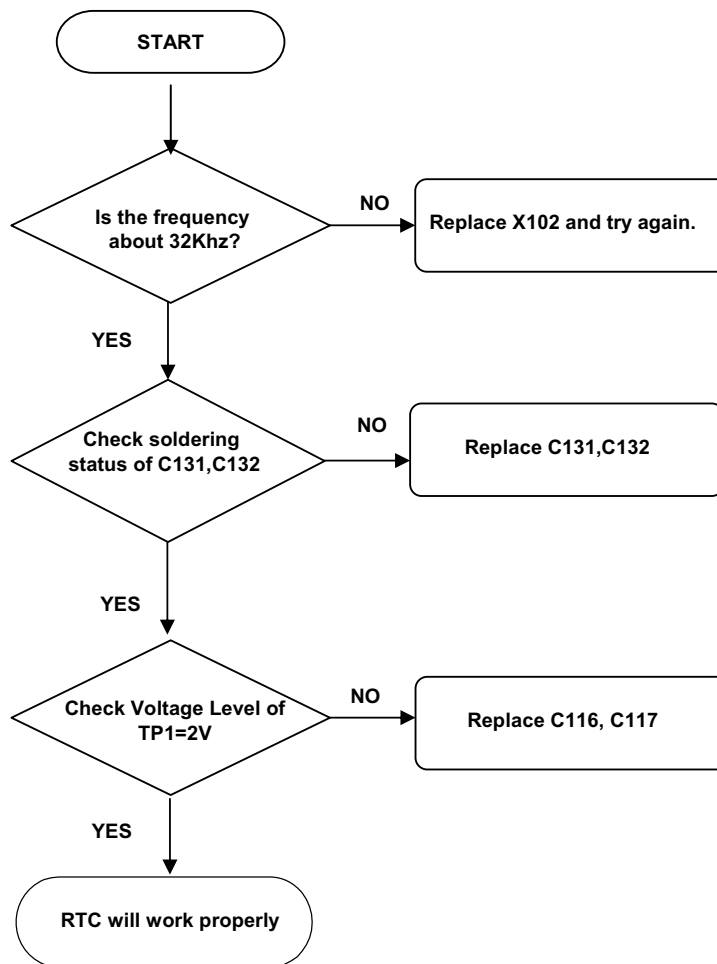 START
Is the frequency
about 32Khz?
NO
Replace X102 and try again.
YES
Check soldering
status of C131,C132
NO
Replace C131,C132
YES
Check Voltage Level of
TP1=2V
NO
Replace C116, C117
YES
RTC will work properly